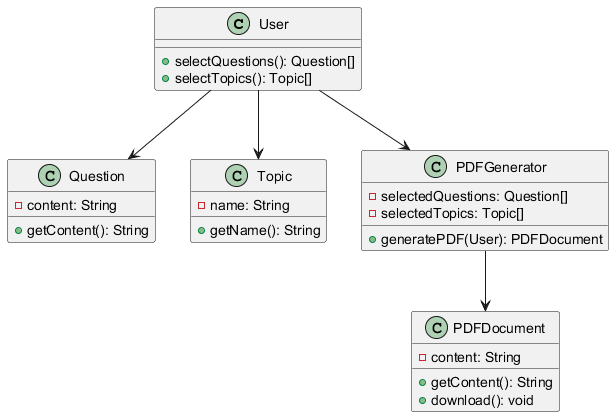 C User
selectQuestions(): Question[]
selectTopics(): Topic[]
C Question
content: String
getContent(): String
C Topic
name: String
getName(): String
C PDFGenerator
selectedQuestions: Question[]
selectedTopics: Topic[]
generatePDF(User): PDFDocument
C PDFDocument
content: String
getContent(): String
download(): void